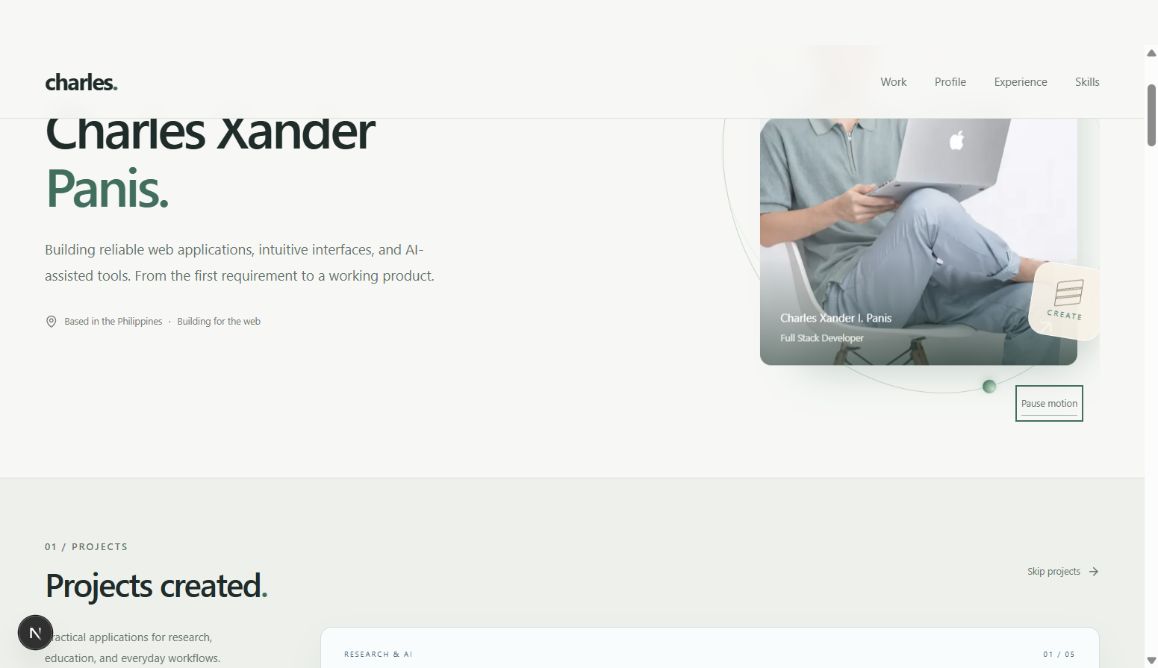 charles.
Work
Profile
Experience
Skills
Charles Xander
Panis.
Building reliable web applications, intuitive interfaces, and AI-
assisted tools. From the first requirement to a working product.
Based in the Philippines · Building for the web
CREATE
Charles Xander I. Panis
Full Stack Developer
Pause motion
01 / PROJECTS
Projects created.
Skip projects →
Practical applications for research,
education, and everyday workflows.
N
RESEARCH & AI
01 / 05